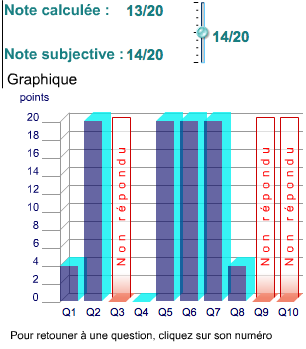 Note calculée : 13/20
14/20
Note subjective : 14/20
Graphique
points
20
18
16
14
12
10
8
6
4
2
0
Non répondu
Non répondu
Non répondu
Q1 Q2 Q3 Q4 Q5 Q6 Q7 Q8 Q9 Q10
Pour retouner à une question, cliquez sur son numéro